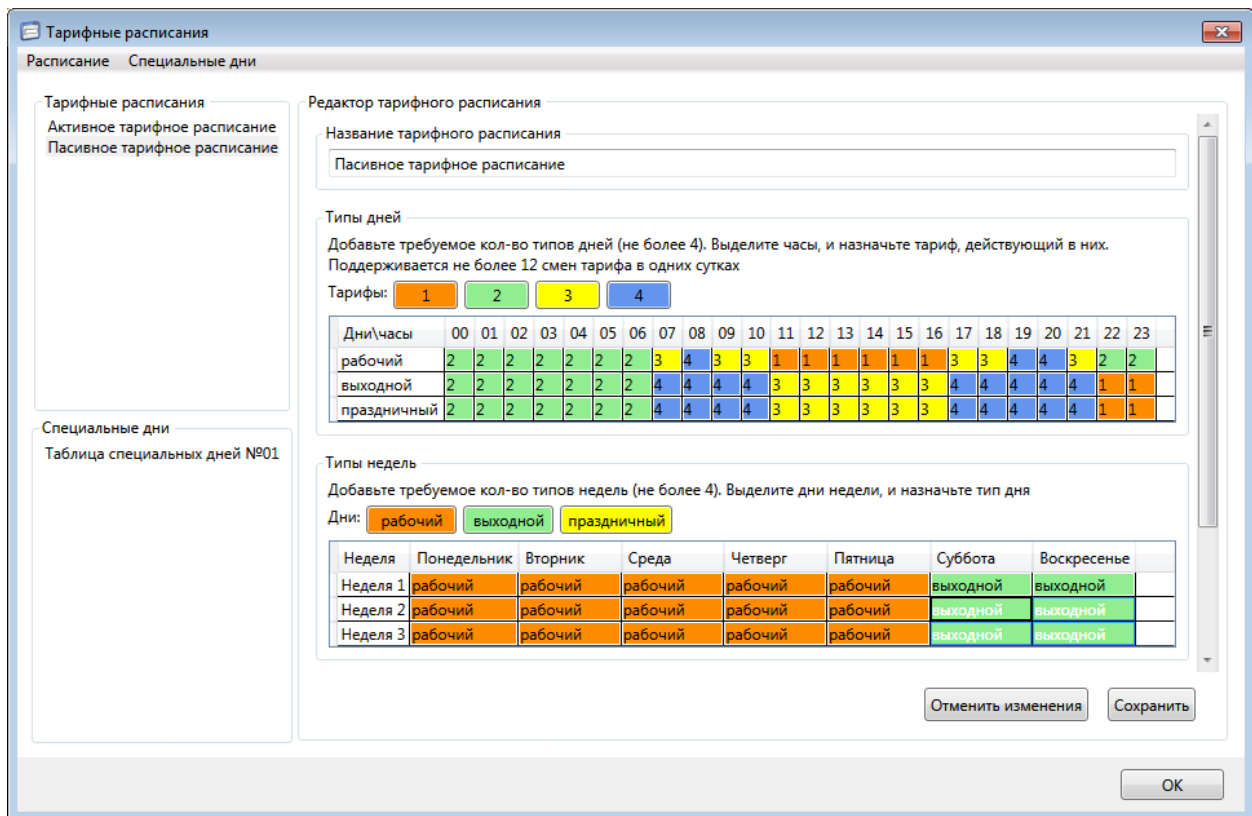 Тарифные расписания
Расписание Специальные дни
Тарифные расписания
Активное тарифное расписание
Пасивное тарифное расписание
Специальные дни
Таблица специальных дней №01
Редактор тарифного расписания
Название тарифного расписания
Пасивное тарифное расписание
Типы дней
Добавьте требуемое кол-во типов дней (не более 4). Выделите часы, и назначьте тариф, действующий в них.
Поддерживается не более 12 смен тарифа в одних сутках
Тарифы: 1 2 3 4
Дни\часы 00 01 02 03 04 05 06 07 08 09 10 11 12 13 14 15 16 17 18 19 20 21 22 23
рабочий 2 2 2 2 2 2 2 3 4 3 3 1 1 1 1 1 1 3 3 4 4 3 2 2
выходной 2 2 2 2 2 2 2 4 4 4 4 3 3 3 3 3 3 4 4 4 4 4 1 1
праздничный 2 2 2 2 2 2 2 4 4 4 4 3 3 3 3 3 3 4 4 4 4 4 1 1
Типы недель
Добавьте требуемое кол-во типов недель (не более 4). Выделите дни недели, и назначьте тип дня
Дни: рабочий выходной праздничный
Неделя Понедельник Вторник Среда Четверг Пятница Суббота Воскресенье
Неделя 1 рабочий рабочий рабочий рабочий рабочий выходной выходной
Неделя 2 рабочий рабочий рабочий рабочий рабочий выходной выходной
Неделя 3 рабочий рабочий рабочий рабочий рабочий выходной выходной
Отменить изменения Сохранить
OK